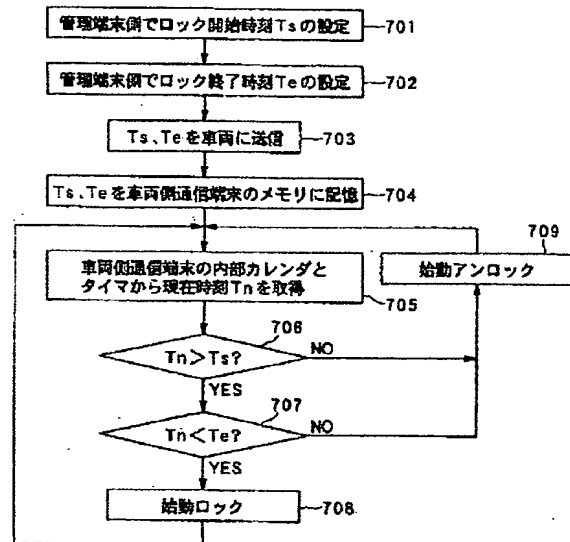 管理端末側でロック開始時刻Tsの設定
701
管理端末側でロック終了時刻Teの設定
702
Ts、Teを車両に送信
703
Ts、Teを車両側通信端末のメモリに記憶
704
709
始動アンロック
車両側通信端末の内部カレンダと
タイマから現在時刻Tnを取得
705
706
Tn>Ts?
NO
YES
707
Tn<Te?
NO
YES
始動ロック
708